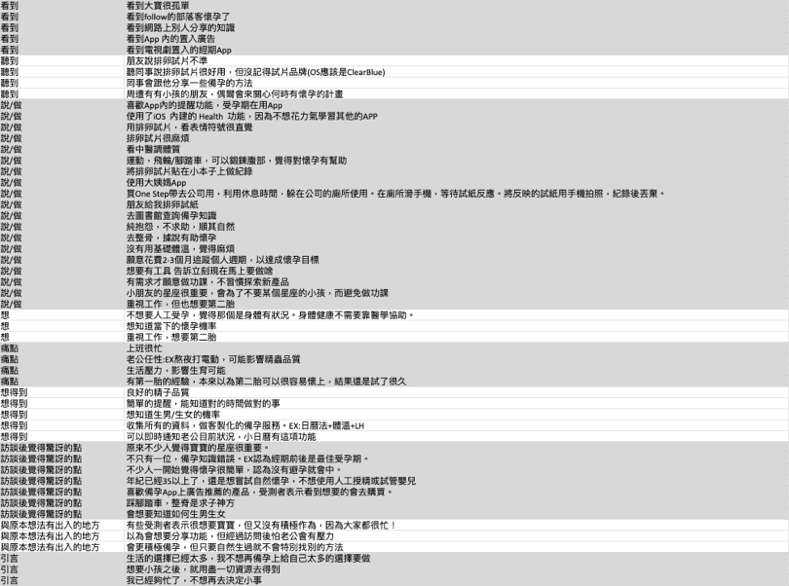 看到 看到大寶很孤單
看到 看到follow的部落客懷孕了
看到 看到網路上別人分享的知識
看到 看到App 內的置入廣告
看到 看到電視劇置入的經期App
聽到 朋友說排卵試片不準
聽到 聽同事說排卵試片很好用，但沒記得試片品牌(OS應該是ClearBlue)
聽到 同事會跟他分享一些備孕的方法
聽到 周遭有有小孩的朋友，偶爾會來關心何時有懷孕的計畫
說/做 喜歡App內的提醒功能，受孕期在用App
說/做 使用了iOS 內建的 Health 功能，因為不想花力氣學習其他的APP
說/做 用排卵試片，看表情符號很直覺
說/做 排卵試片很麻煩
說/做 看中醫調體質
說/做 運動，飛輪/腳踏車，可以鍛鍊腹部，覺得對懷孕有幫助
說/做 將排卵試片貼在小本子上做紀錄
說/做 使用大姨媽App
說/做 買One Step帶去公司用，利用休息時間，躲在公司的廁所使用。在廁所滑手機，等待試紙反應。將反映的試紙用手機拍照，紀錄後丟棄。
說/做 朋友給我排卵試紙
說/做 去圖書館查詢備孕知識
說/做 純抱怨，不求助，順其自然
說/做 去整骨，據說有助懷孕
說/做 沒有用基礎體溫，覺得麻煩
說/做 願意花費2-3個月追蹤個人週期，以達成懷孕目標
說/做 想要有工具 告訴立刻現在馬上要做啥
說/做 有需求才願意做功課，不習慣探索新產品
說/做 小朋友的星座很重要，會為了不要某個星座的小孩，而避免做功課
說/做 重視工作，但也想要第二胎
想 不想要人工受孕，覺得那個是身體有狀況。身體健康不需要靠醫學協助。
想 想知道當下的懷孕機率
想 重視工作，想要第二胎
痛點 上班很忙
痛點 老公任性:EX熬夜打電動，可能影響精蟲品質
痛點 生活壓力，影響生育可能
痛點 有第一胎的經驗，本來以為第二胎可以很容易懷上，結果還是試了很久
想得到 良好的精子品質
想得到 簡單的提醒，能知道對的時間做對的事
想得到 想知道生男/生女的機率
想得到 收集所有的資料，做客製化的備孕服務。EX:日曆法+體溫+LH
想得到 可以即時通知老公目前狀況，小日曆有這項功能
訪談後覺得驚訝的點 原來不少人覺得寶寶的星座很重要。
訪談後覺得驚訝的點 不只有一位，備孕知識錯誤。EX認為經期前後是最佳受孕期。
訪談後覺得驚訝的點 不少人一開始覺得懷孕很簡單，認為沒有避孕就會中。
訪談後覺得驚訝的點 年紀已經35以上了，還是想嘗試自然懷孕，不想使用人工授精或試管嬰兒
訪談後覺得驚訝的點 喜歡備孕App上廣告推薦的產品，受測者表示看到想要的會去購買。
訪談後覺得驚訝的點 踩腳踏車，整脊是求子神方
訪談後覺得驚訝的點 會想要知道如何生男生女
與原本想法有出入的地方 有些受測者表示很想要寶寶，但又沒有積極作為，因為大家都很忙！
與原本想法有出入的地方 以為會想要分享功能，但經過訪問後怕老公會有壓力
與原本想法有出入的地方 會更積極備孕，但只要自然生過就不會特別找別的方法
引言 生活的選擇已經太多，我不想再備孕上給自己太多的選擇要做
引言 想要小孩之後，就用盡一切資源去得到
引言 我已經夠忙了，不想再去決定小事